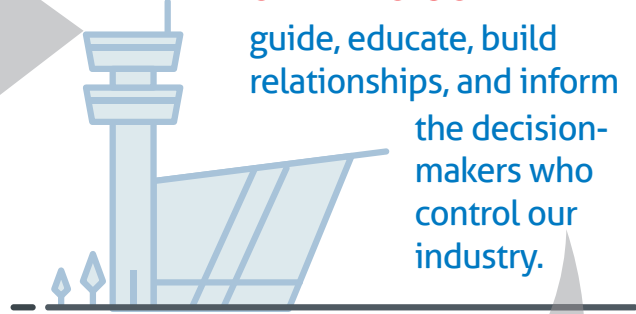 guide, educate, build
relationships, and inform
the decision-
makers who
control our
industry.